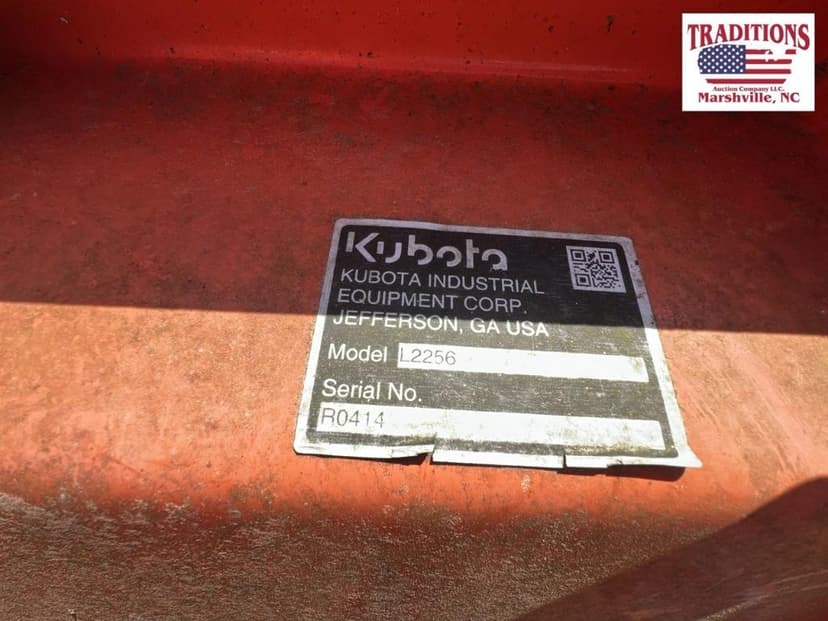 TRADITIONS
Auction Company LLC.
Marshville, NC
Kubota
KUBOTA INDUSTRIAL
EQUIPMENT CORP.
JEFFERSON, GA USA
Model L2256
Serial No.
R0414